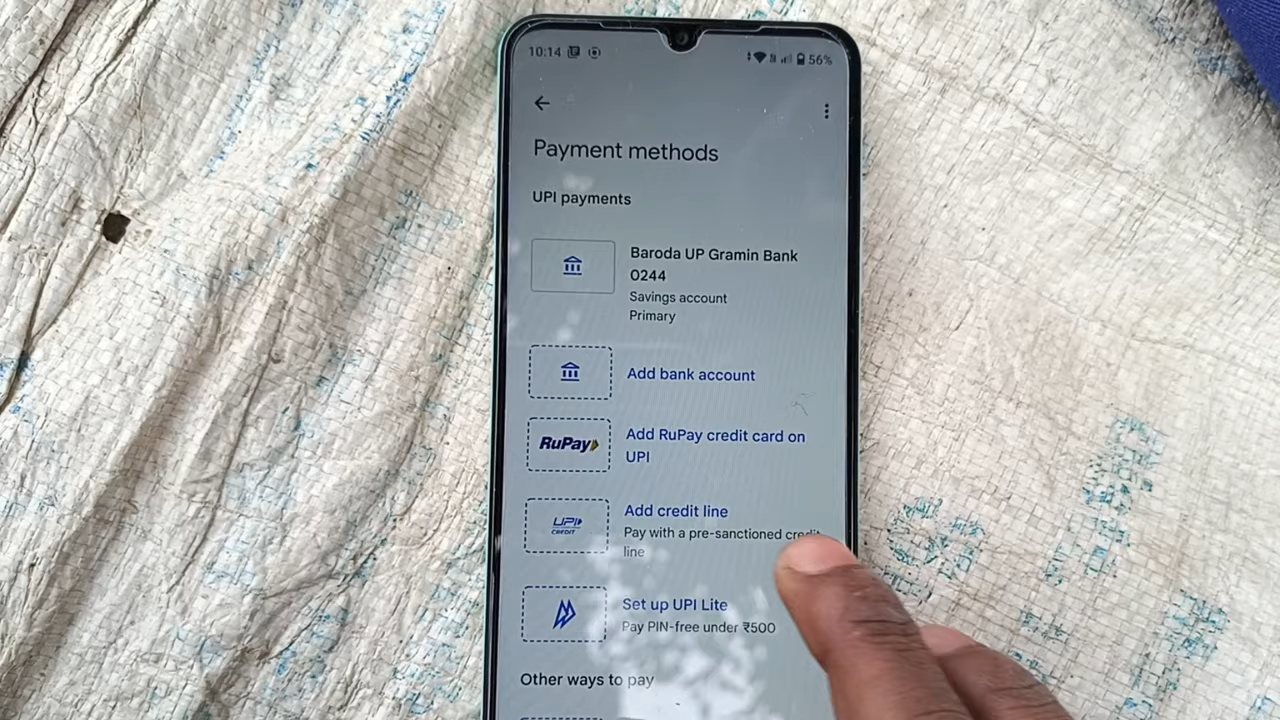 10:14
56%
Payment methods
UPI payments
Baroda UP Gramin Bank
0244
Savings account
Primary
Add bank account
RuPay
Add RuPay credit card on
UPI
UPI
CREDIT
Add credit line
Pay with a pre-sanctioned credit
line
Set up UPI Lite
Pay PIN-free under ₹500
Other ways to pay